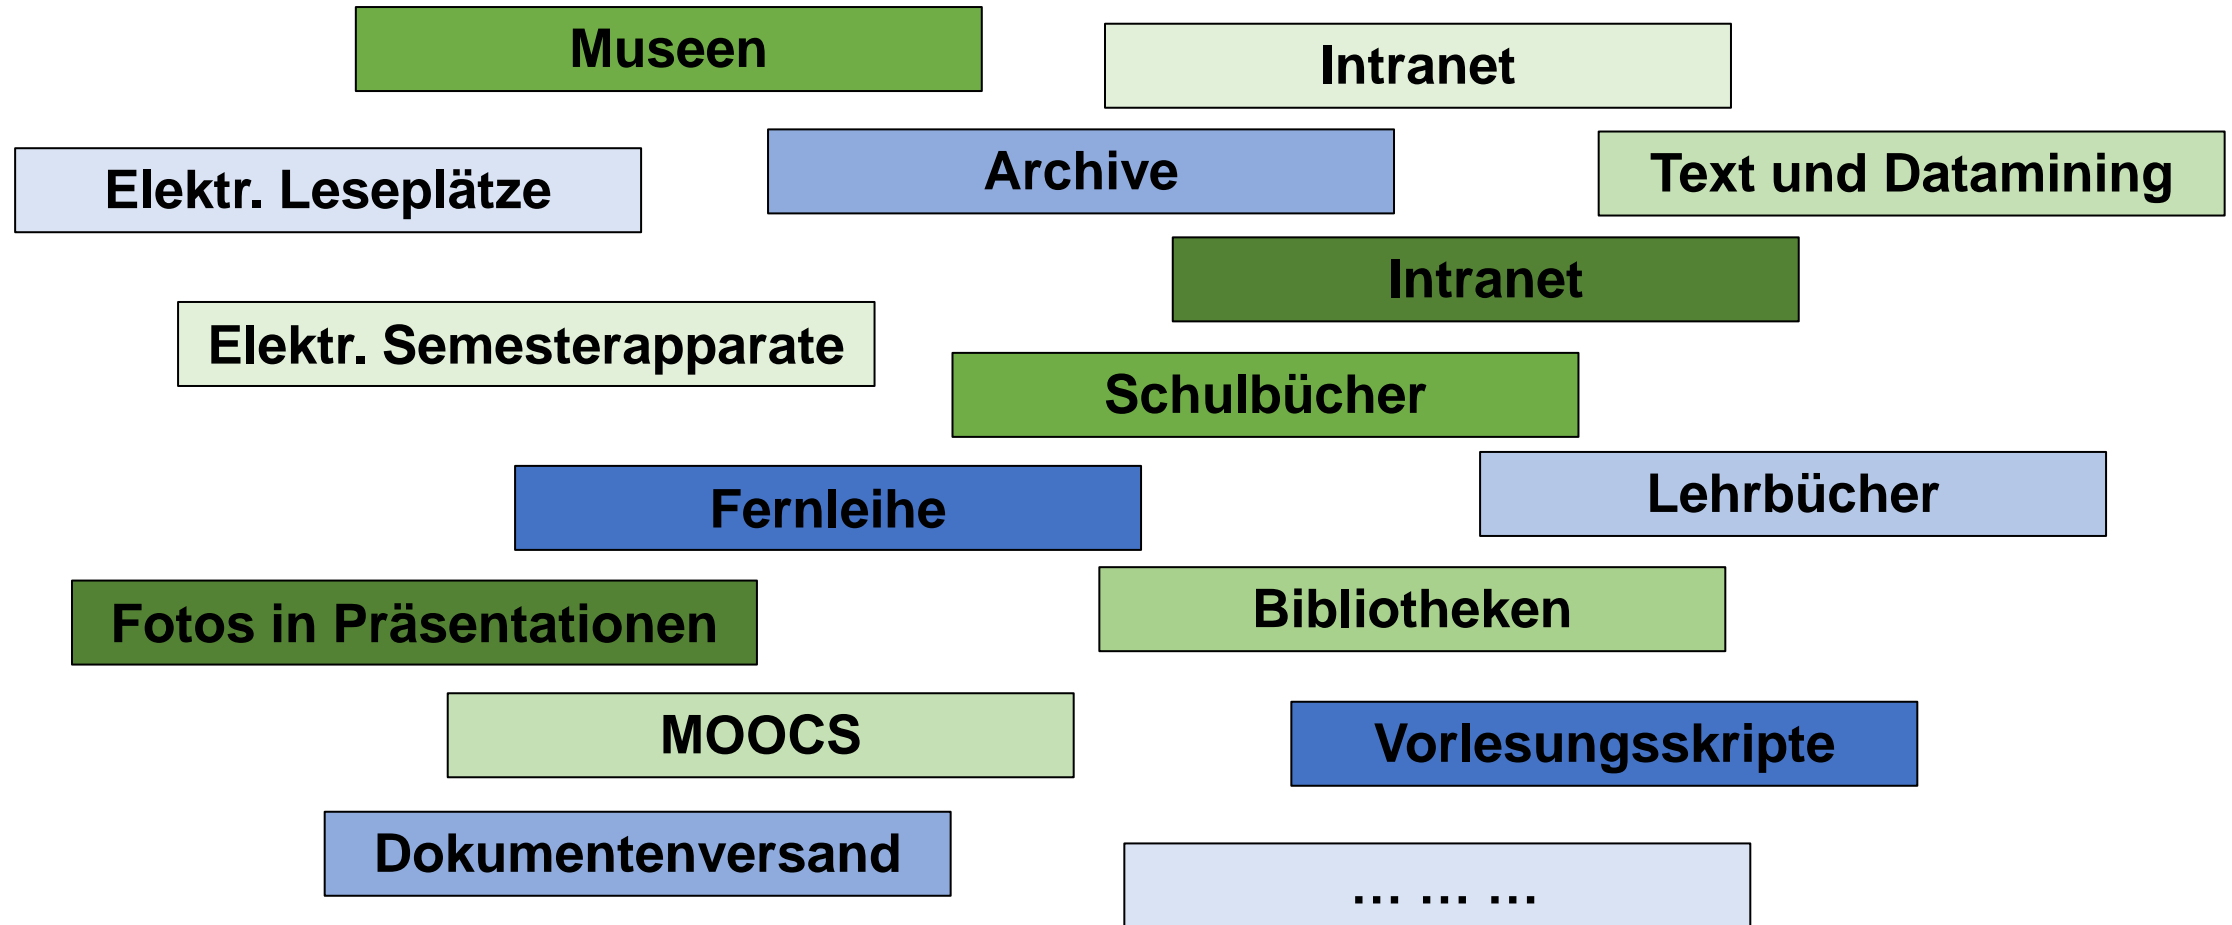 Museen
Intranet
Archive
Text und Datamining
Elektr. Leseplätze
Intranet
Elektr. Semesterapparate
Schulbücher
Fernleihe
Lehrbücher
Fotos in Präsentationen
Bibliotheken
MOOCS
Vorlesungsskripte
Dokumentenversand
… … …